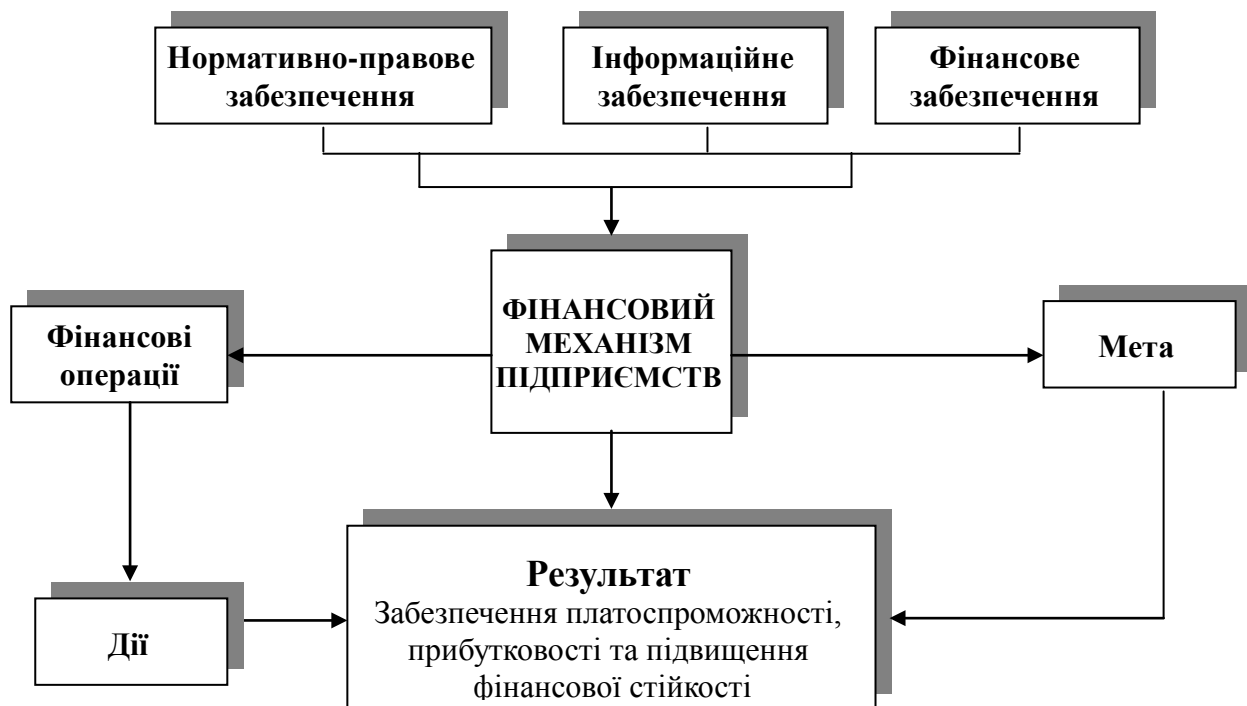 Нормативно-правове
забезпечення
Інформаційне
забезпечення
Фінансове
забезпечення
ФІНАНСОВИЙ
МЕХАНІЗМ
ПІДПРИЄМСТВ
Фінансові
операції
Мета
Дії
Результат
Забезпечення платоспроможності,
прибутковості та підвищення
фінансової стійкості